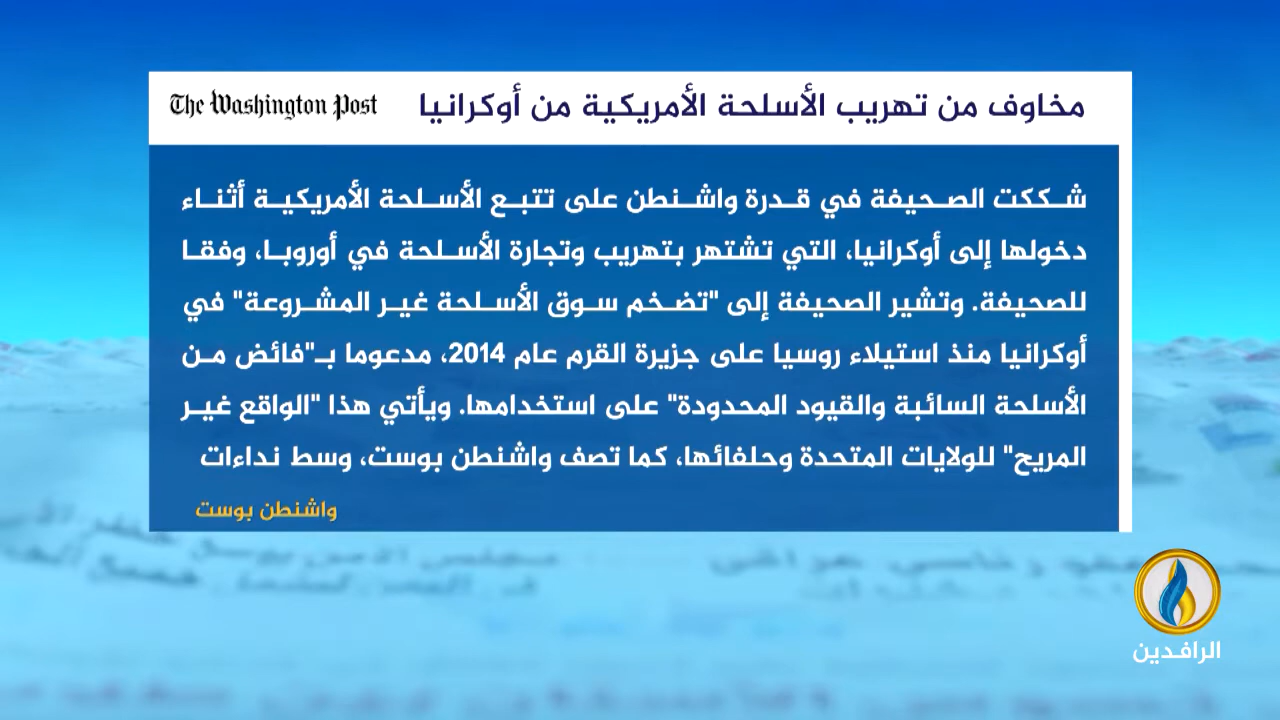 مخاوف من تهريب الأسلحة الأمريكية من أوكرانيا
The Washington Post
شككت الصحيفة في قدرة واشنطن على تتبع الأسلحة الأمريكية أثناء
دخولها إلى أوكرانيا، التي تشتهر بتهريب وتجارة الأسلحة في أوروبا، وفقا
للصحيفة. وتشير الصحيفة إلى "تضخم سوق الأسلحة غير المشروعة" في
أوكرانيا منذ استيلاء روسيا على جزيرة القرم عام 2014، مدعوما بـ"فائض من
الأسلحة السائبة والقيود المحدودة" على استخدامها. ويأتي هذا "الواقع غير
المريح" للولايات المتحدة وحلفائها، كما تصف واشنطن بوست، وسط نداءات
واشنطن بوست
الرافدين